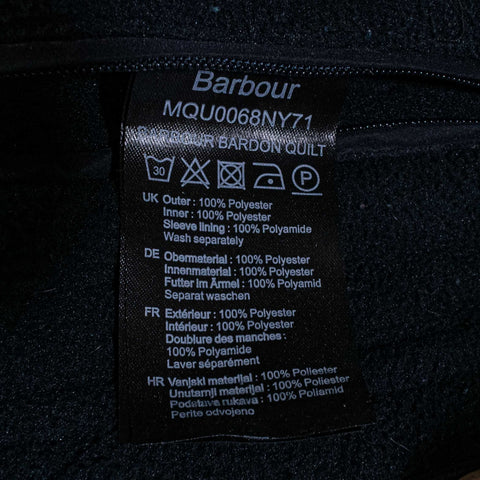 Barbour
MQU0068NY71
BARBOUR BARDON QUILT
30 P
UK Outer : 100% Polyester
Inner : 100% Polyester
Sleeve lining : 100% Polyamide
Wash separately
DE Obermaterial : 100% Polyester
Innenmaterial : 100% Polyester
Futter im Ärmel : 100% Polyamid
Separat waschen
FR Extérieur : 100% Polyester
Intérieur : 100% Polyester
Doublure des manches :
100% Polyamide
Laver séparément
HR Vanjski materijal : 100% Poliester
Unutarnji materijal : 100% Poliester
Podstava rukava : 100% Poliamid
Perite odvojeno